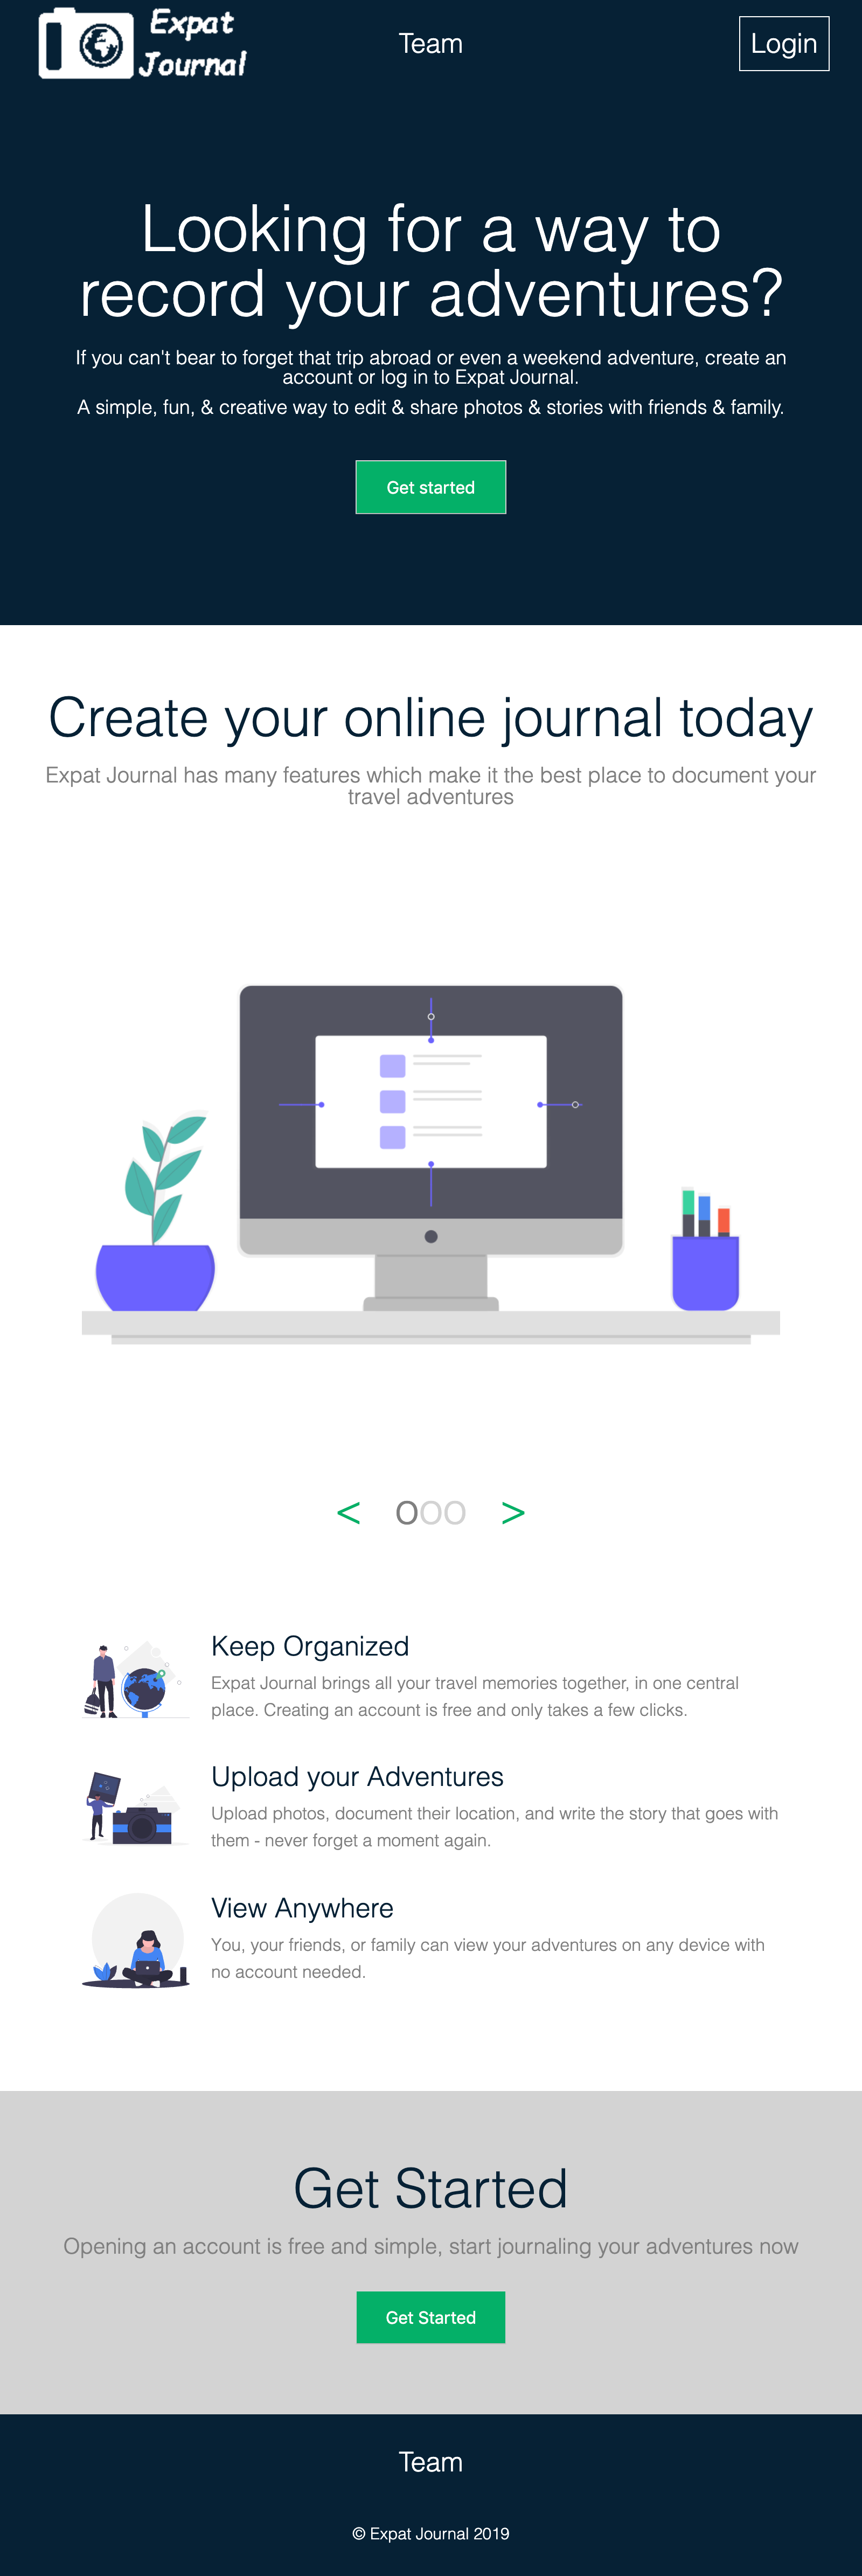 Expat
Journal
Team
Login
Looking for a way to
record your adventures?
If you can't bear to forget that trip abroad or even a weekend adventure, create an
account or log in to Expat Journal.
A simple, fun, & creative way to edit & share photos & stories with friends & family.
Get started
Create your online journal today
Expat Journal has many features which make it the best place to document your
travel adventures
< OOO >
Keep Organized
Expat Journal brings all your travel memories together, in one central
place. Creating an account is free and only takes a few clicks.
Upload your Adventures
Upload photos, document their location, and write the story that goes with
them - never forget a moment again.
View Anywhere
You, your friends, or family can view your adventures on any device with
no account needed.
Get Started
Opening an account is free and simple, start journaling your adventures now
Get Started
Team
© Expat Journal 2019